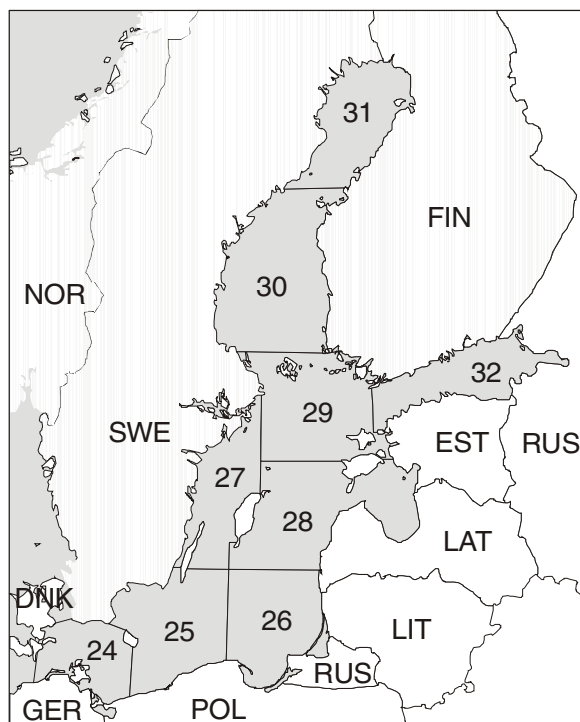 31
FIN
30
NOR
32
29
SWE
EST
RUS
27
28
LAT
DNK
25
26
LIT
24
RUS
GER
POL